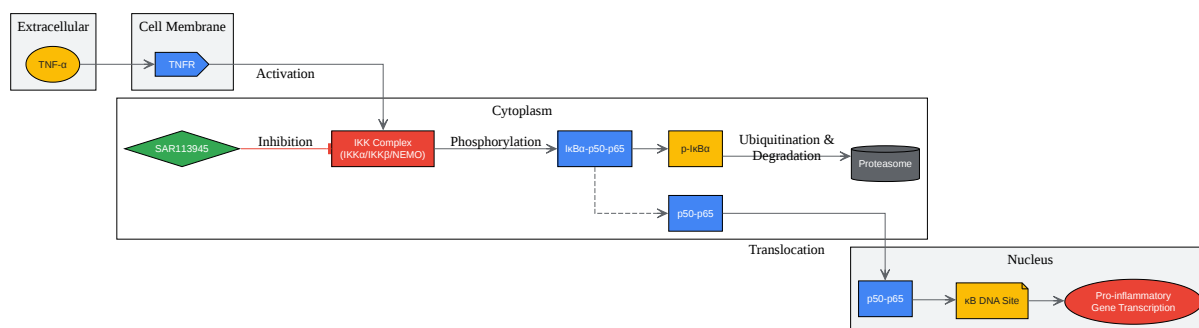 Extracellular
Cell Membrane
TNF-α
TNFR
Activation
Cytoplasm
SAR113945
Inhibition
IKK Complex
(IKKα/IKKβ/NEMO)
Phosphorylation
IκBα-p50-p65
p-IκBα
Ubiquitination &
Degradation
Proteasome
p50-p65
Translocation
Nucleus
p50-p65
κB DNA Site
Pro-inflammatory
Gene Transcription